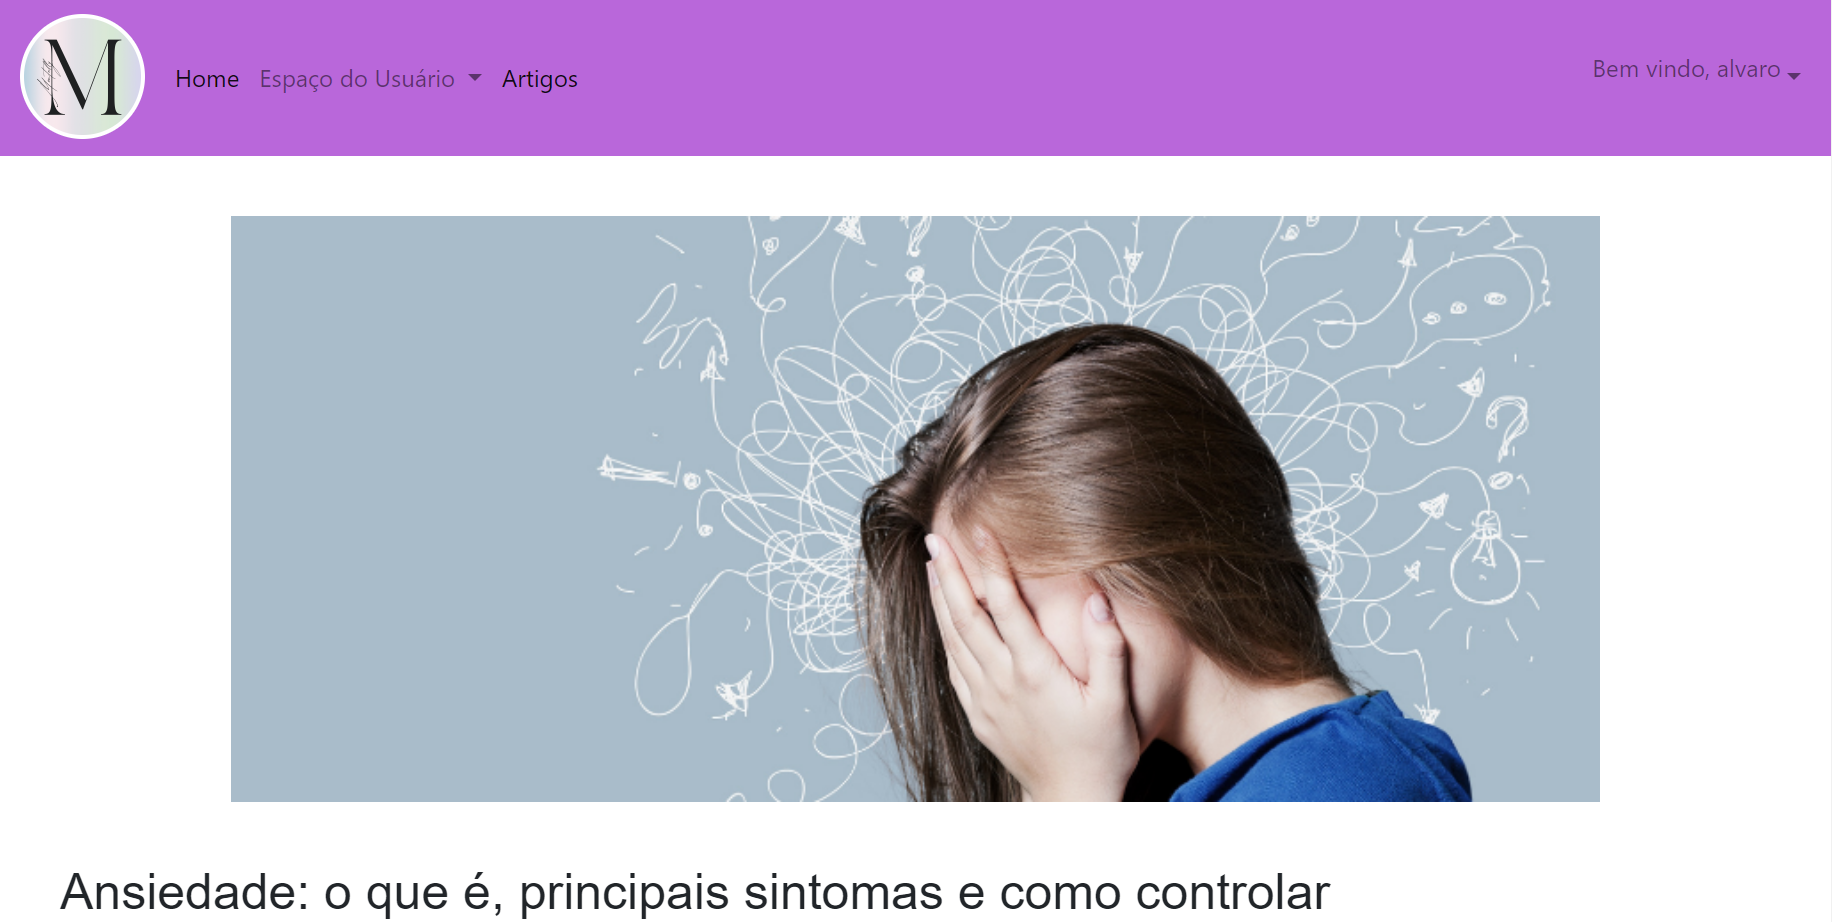 M
Home Espaço do Usuário Artigos
Bem vindo, alvaro
Ansiedade: o que é, principais sintomas e como controlar